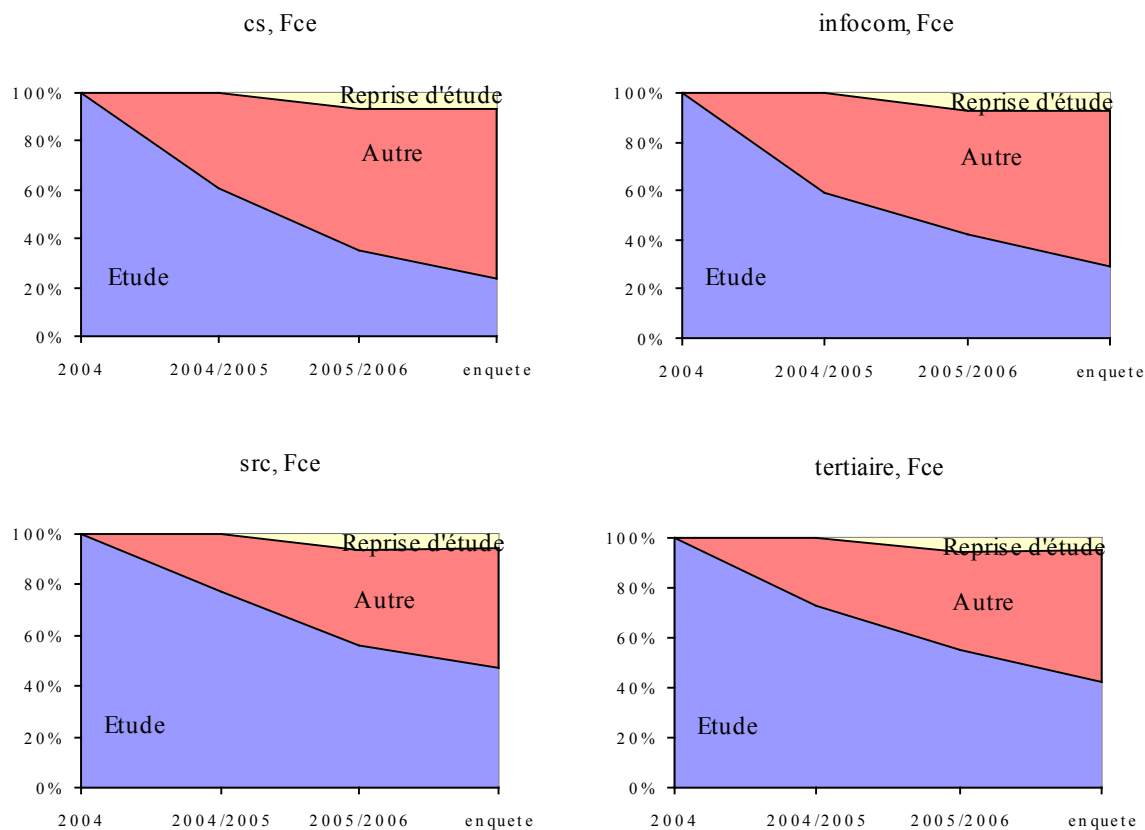 cs, Fce
100%
80%
60%
40%
20%
0%
Reprise d'étude
Autre
Etude
2004 2004/2005 2005/2006 enquete
infocom, Fce
100%
80%
60%
40%
20%
0%
Reprise d'étude
Autre
Etude
2004 2004/2005 2005/2006 enquete
src, Fce
100%
80%
60%
40%
20%
0%
Reprise d'étude
Autre
Etude
2004 2004/2005 2005/2006 enquete
tertiaire, Fce
100%
80%
60%
40%
20%
0%
Reprise d'étude
Autre
Etude
2004 2004/2005 2005/2006 enquete